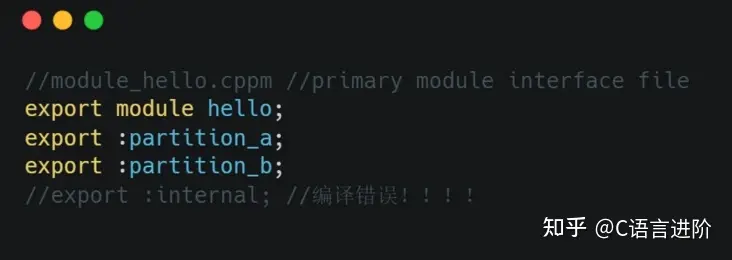 //module_hello.cppm //primary module interface file
export module hello;
export :partition_a;
export :partition_b;
//export :internal; //编译错误！！！！
知乎 @C语言进阶